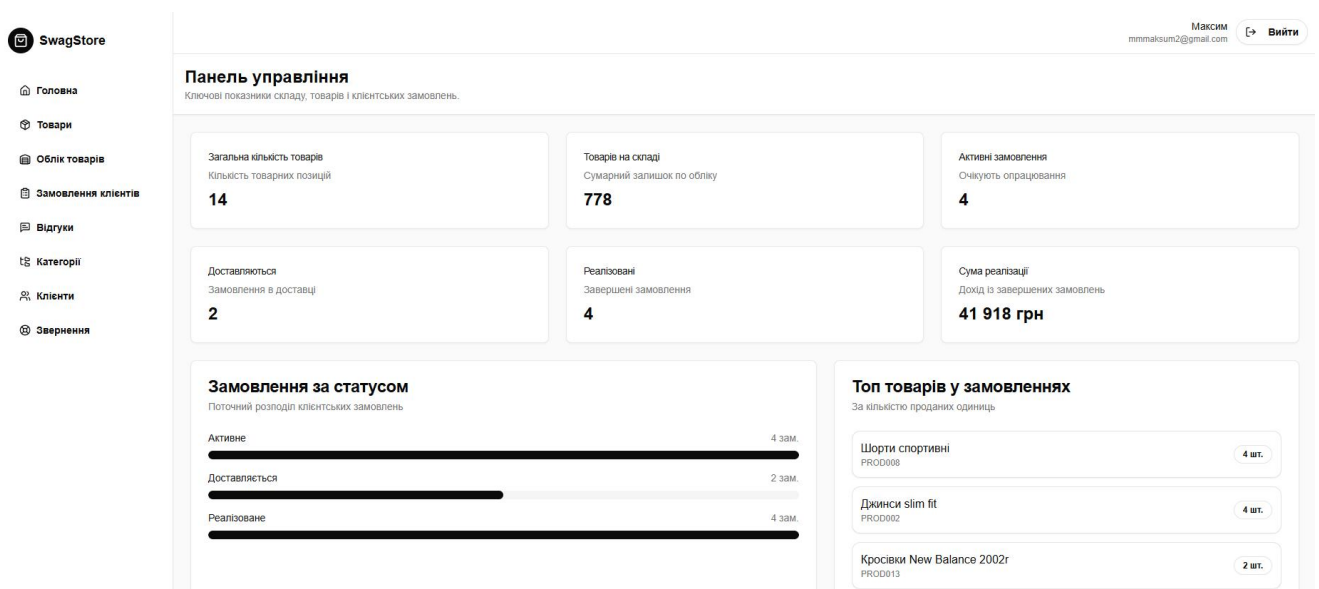 SwagStore
Максим
mmmaksum2@gmail.com
Вийти
Головна
Товари
Облік товарів
Замовлення клієнтів
Відгуки
Категорії
Клієнти
Звернення
Панель управління
Ключові показники складу, товарів і клієнтських замовлень.
Загальна кількість товарів
Кількість товарних позицій
14
Товарів на складі
Сумарний залишок по обліку
778
Активні замовлення
Очікують опрацювання
4
Доставляються
Замовлення в доставці
2
Реалізовані
Завершені замовлення
4
Сума реалізації
Дохід із завершених замовлень
41 918 грн
Замовлення за статусом
Поточний розподіл клієнтських замовлень
Активне 4 зам.
Доставляється 2 зам.
Реалізоване 4 зам.
Топ товарів у замовленнях
За кількістю проданих одиниць
Шорти спортивні
PROD008
4 шт.
Джинси slim fit
PROD002
4 шт.
Кросівки New Balance 2002r
PROD013
2 шт.